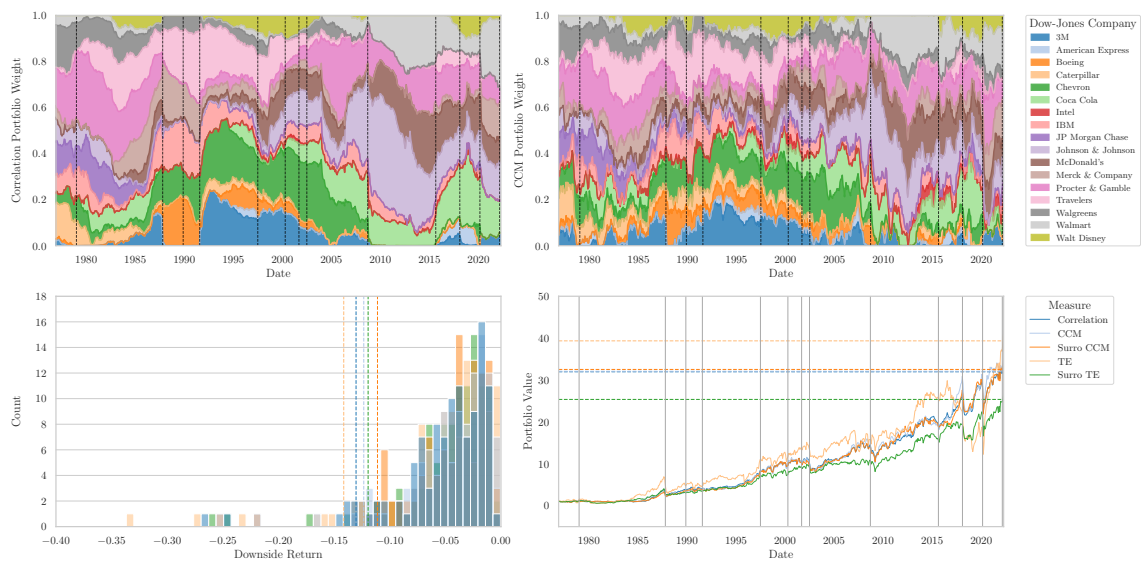 1.0
0.8
0.6
0.4
0.2
0.0
Correlation Portfolio Weight
1980 1985 1990 1995 2000 2005 2010 2015 2020
Date
1.0
0.8
0.6
0.4
0.2
0.0
CCM Portfolio Weight
1980 1985 1990 1995 2000 2005 2010 2015 2020
Date
Dow-Jones Company
3M
American Express
Boeing
Caterpillar
Chevron
Coca Cola
Intel
IBM
JP Morgan Chase
Johnson & Johnson
McDonald's
Merck & Company
Procter & Gamble
Travelers
Walgreens
Walmart
Walt Disney
18
16
14
12
10
8
6
4
2
0
Count
−0.40 −0.35 −0.30 −0.25 −0.20 −0.15 −0.10 −0.05 0.00
Downside Return
50
40
30
20
10
0
Portfolio Value
1980 1985 1990 1995 2000 2005 2010 2015 2020
Date
Measure
Correlation
CCM
Surro CCM
TE
Surro TE